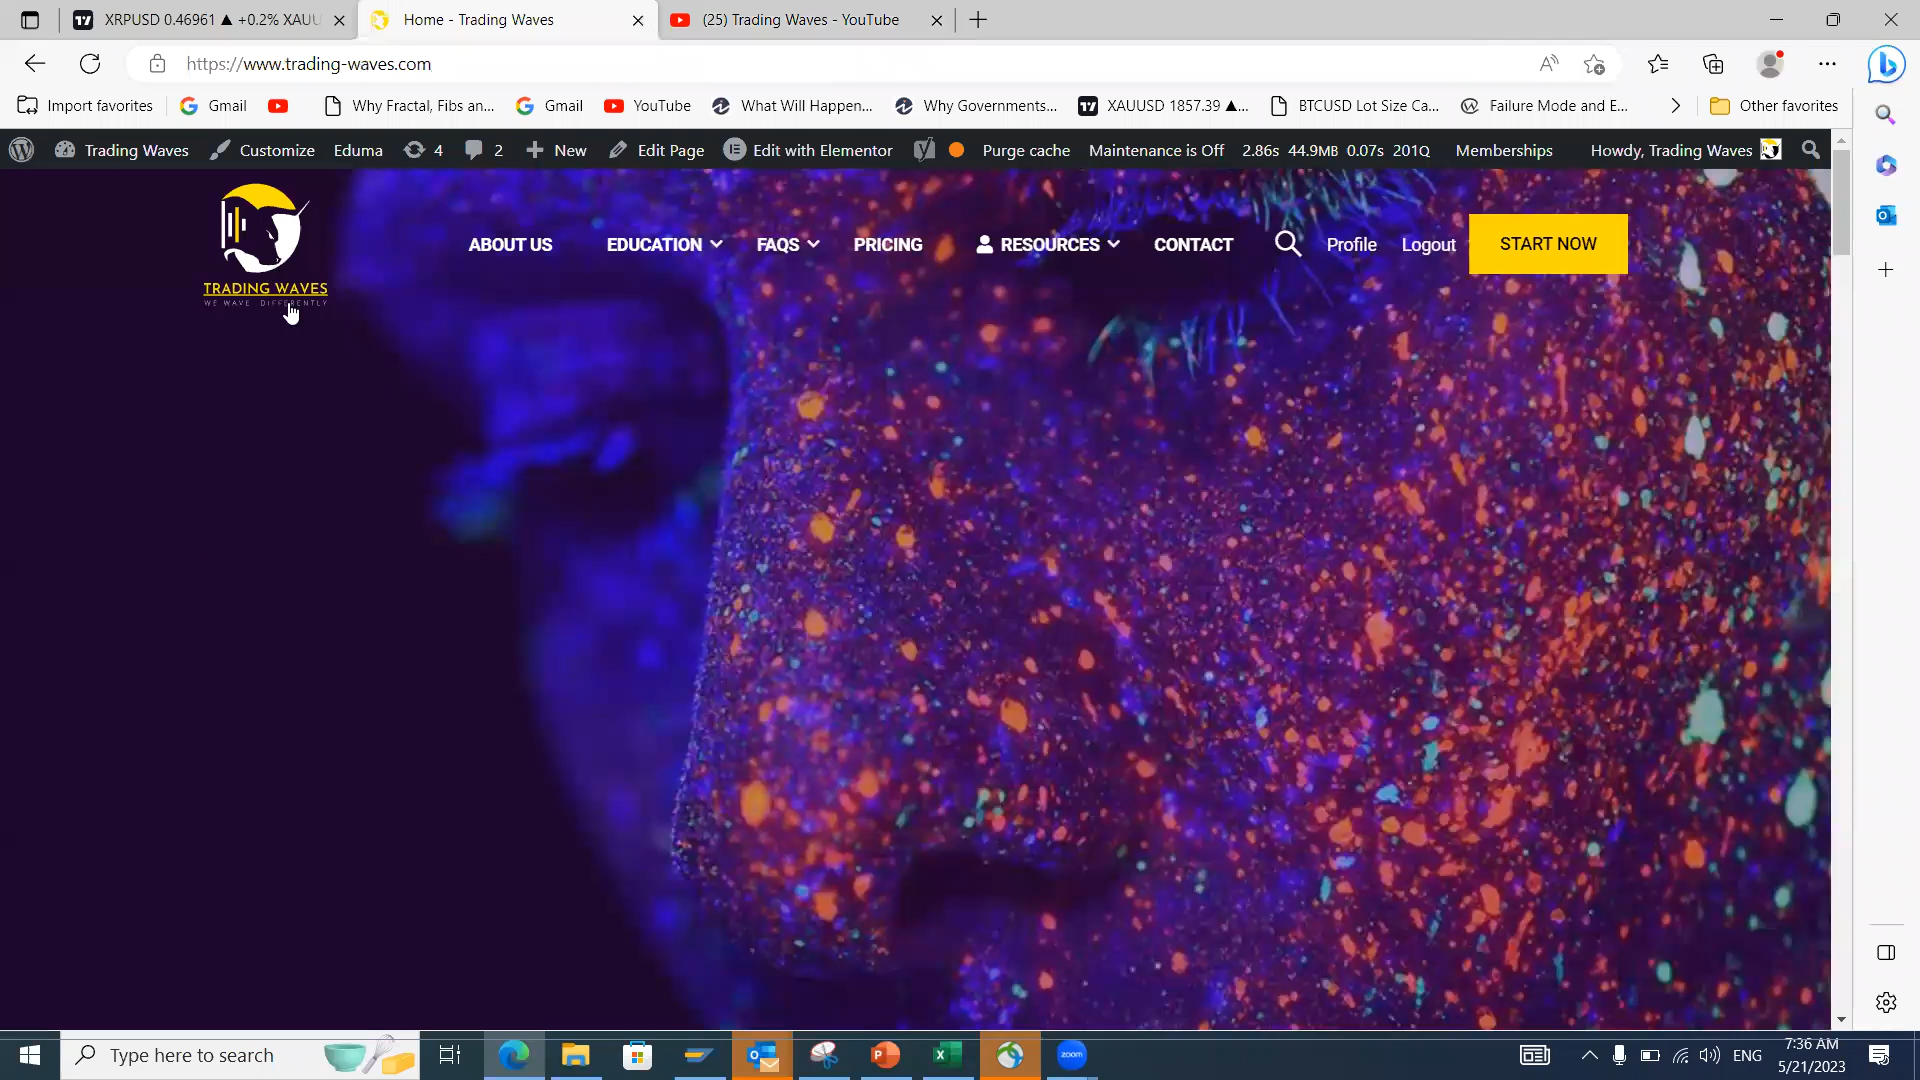 XRPUSD 0.46961 ▲ +0.2% XAUU
Home - Trading Waves
(25) Trading Waves - YouTube
https://www.trading-waves.com
Import favorites
Gmail
Why Fractal, Fibs an...
Gmail
YouTube
What Will Happen...
Why Governments...
XAUUSD 1857.39 ▲...
BTCUSD Lot Size Ca...
Failure Mode and E...
Other favorites
Trading Waves
Customize
Eduma
4
2
New
Edit Page
Edit with Elementor
Purge cache
Maintenance is Off
2.86s 44.9MB 0.07s 201Q
Memberships
Howdy, Trading Waves
TRADING WAVES
WE WAVE DIFFERENTLY
ABOUT US
EDUCATION
FAQS
PRICING
RESOURCES
CONTACT
Profile
Logout
START NOW
Type here to search
zoom
ENG
7:36 AM
5/21/2023